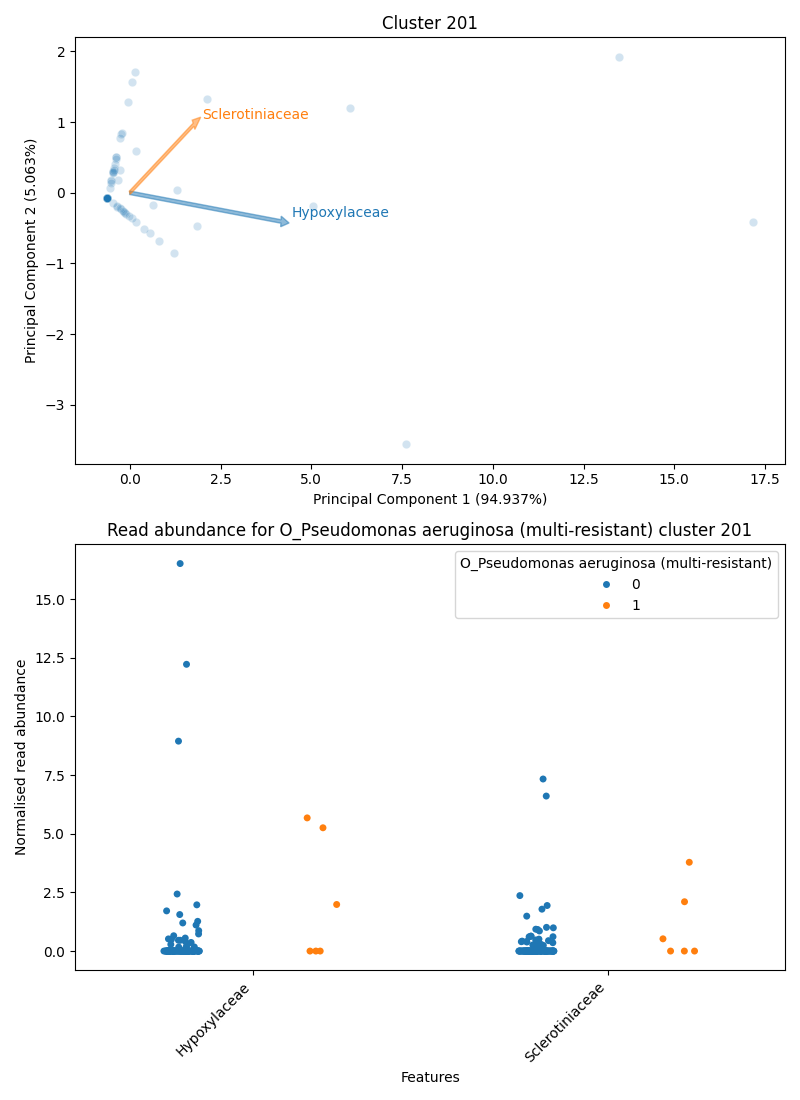 Cluster 201
2
1
0
−1
−2
−3
Principal Component 2 (5.063%)
Sclerotiniaceae
Hypoxylaceae
0.0 2.5 5.0 7.5 10.0 12.5 15.0 17.5
Principal Component 1 (94.937%)
Read abundance for O_Pseudomonas aeruginosa (multi-resistant) cluster 201
O_Pseudomonas aeruginosa (multi-resistant)
0
1
15.0
12.5
10.0
7.5
5.0
2.5
0.0
Normalised read abundance
Hypoxylaceae
Sclerotiniaceae
Features